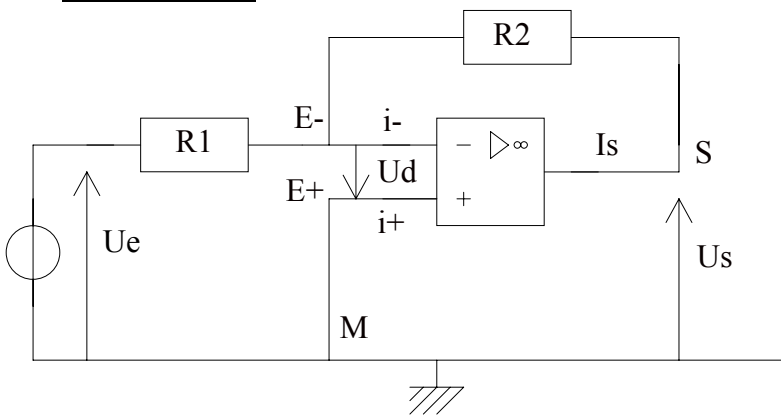 R2
E- i-
R1
− ▷∞ Is S
Ud
E+ +
i+
Ue Us
M